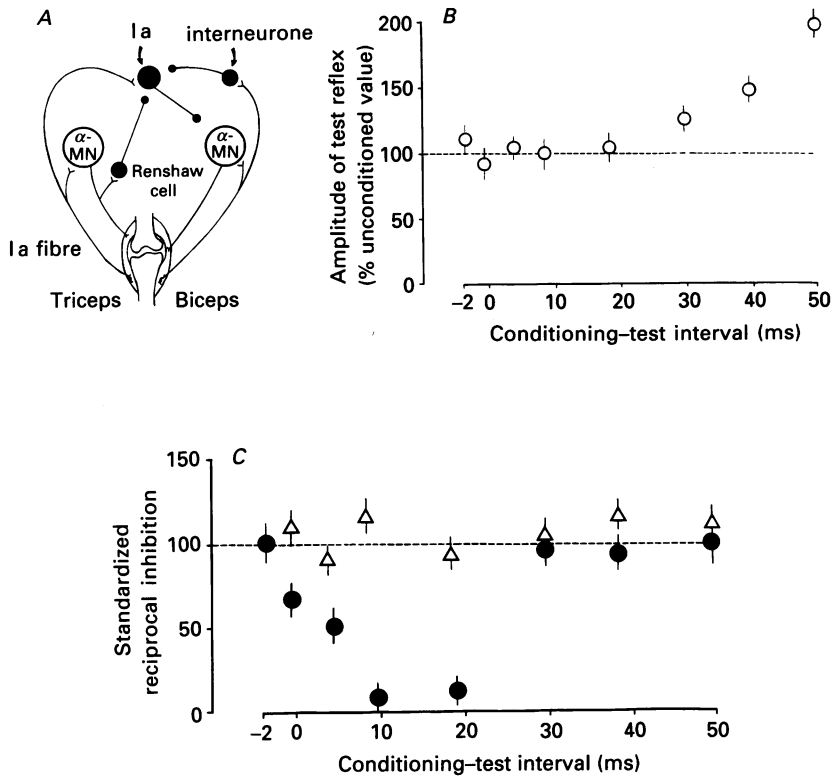 A
Ia
interneurone
α-
MN
α-
MN
Renshaw
cell
Ia fibre
Triceps
Biceps
B
Amplitude of test reflex
(% unconditioned value)
200
150
100
50
0
−2 0 10 20 30 40 50
Conditioning–test interval (ms)
C
Standardized
reciprocal inhibition
150
100
50
0
−2 0 10 20 30 40 50
Conditioning–test interval (ms)